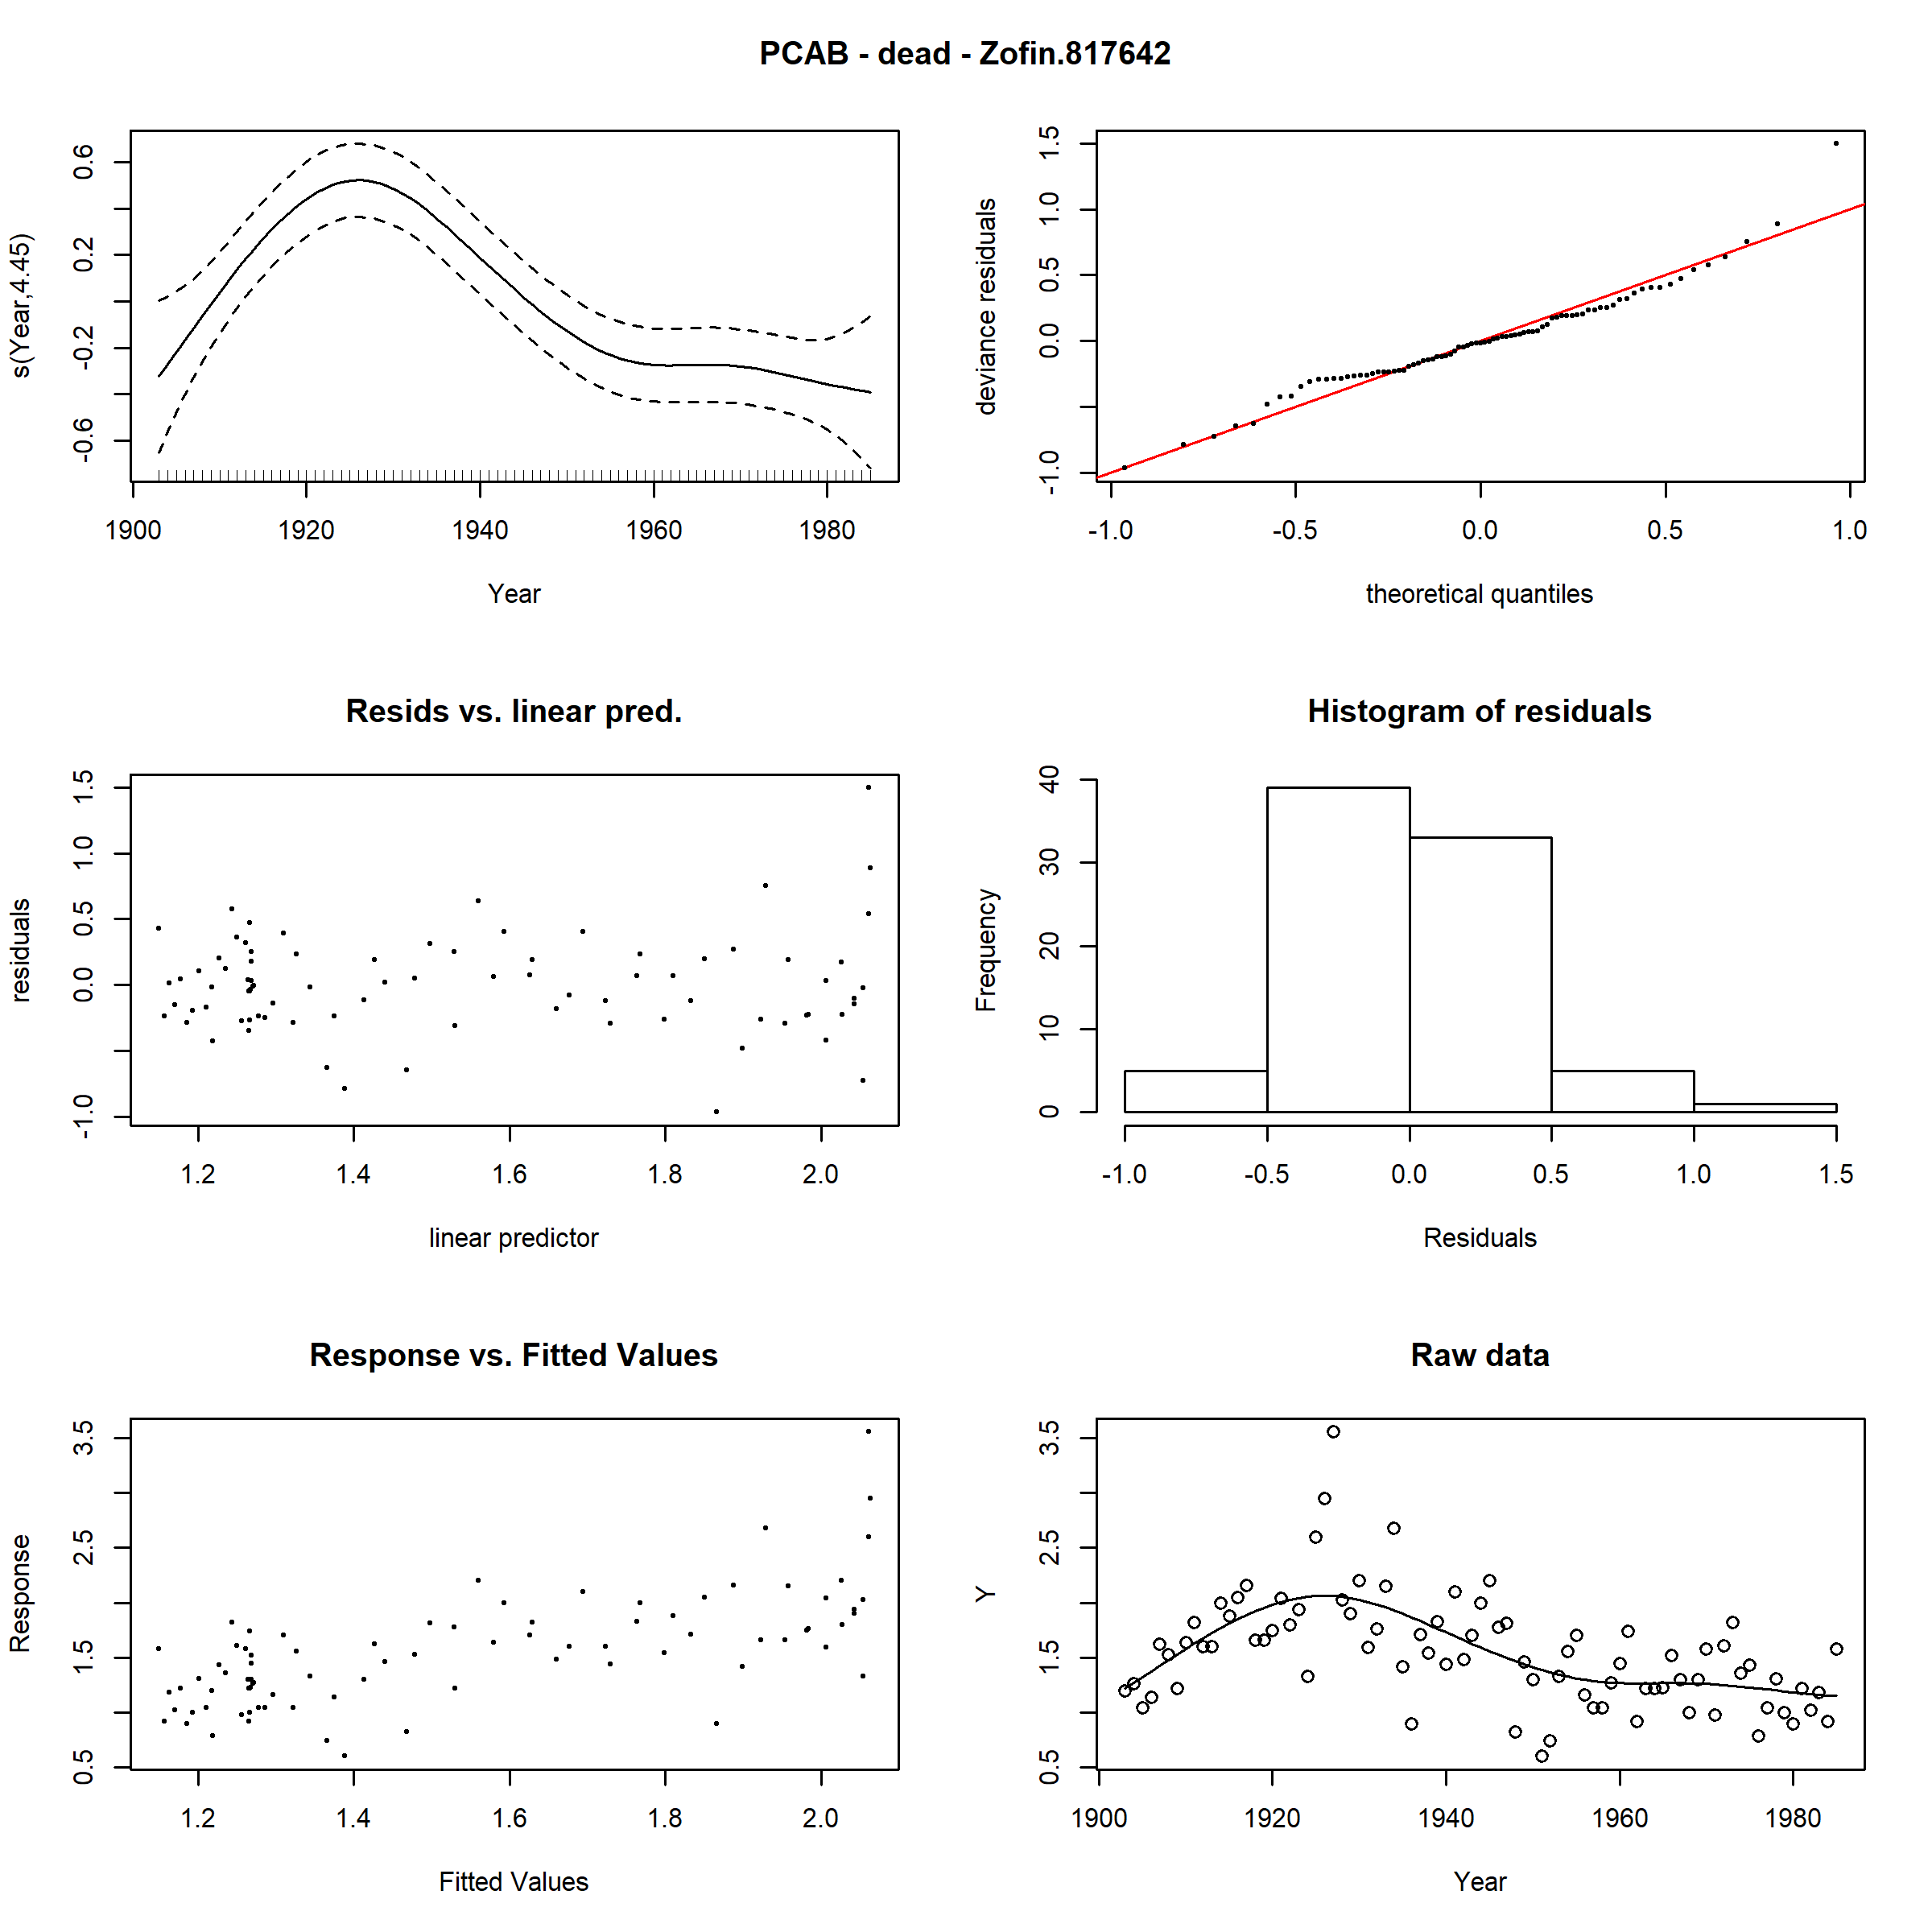 PCAB - dead - Zofin.817642
s(Year,4.45)
-0.6 -0.2 0.2 0.6
1900 1920 1940 1960 1980
Year
deviance residuals
-1.0 0.0 0.5 1.0 1.5
-1.0 -0.5 0.0 0.5 1.0
theoretical quantiles
Resids vs. linear pred.
residuals
-1.0 0.0 0.5 1.0 1.5
1.2 1.4 1.6 1.8 2.0
linear predictor
Histogram of residuals
Frequency
0 10 20 30 40
-1.0 -0.5 0.0 0.5 1.0 1.5
Residuals
Response vs. Fitted Values
Response
0.5 1.5 2.5 3.5
1.2 1.4 1.6 1.8 2.0
Fitted Values
Raw data
Y
0.5 1.5 2.5 3.5
1900 1920 1940 1960 1980
Year